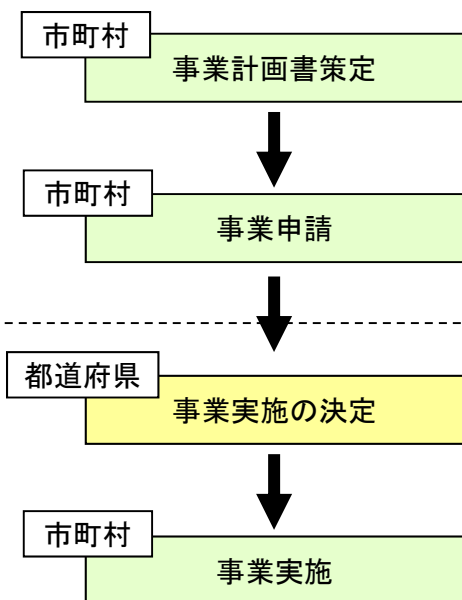 市町村
事業計画書策定
市町村
事業申請
都道府県
事業実施の決定
市町村
事業実施